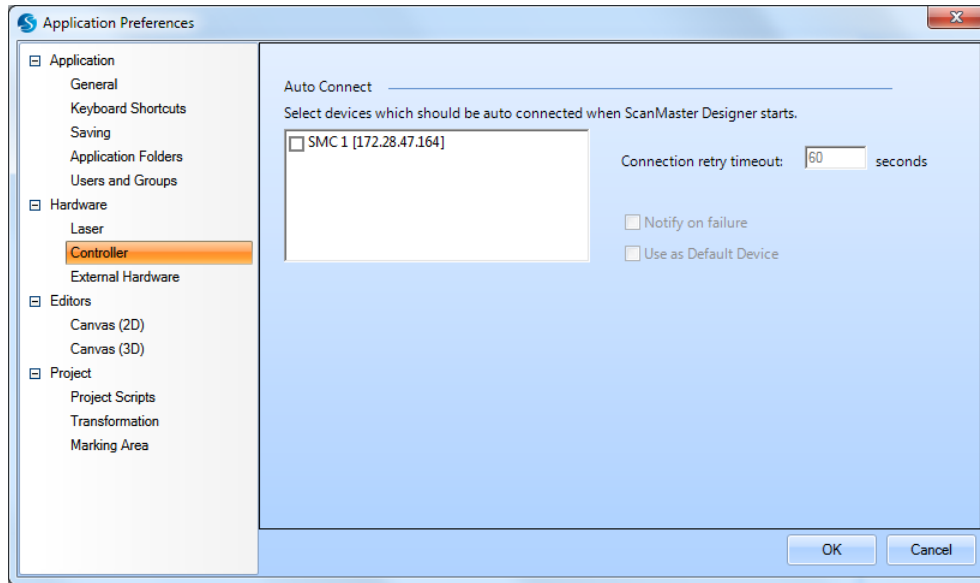 Application Preferences
Application
General
Keyboard Shortcuts
Saving
Application Folders
Users and Groups
Hardware
Laser
Controller
External Hardware
Editors
Canvas (2D)
Canvas (3D)
Project
Project Scripts
Transformation
Marking Area
Auto Connect
Select devices which should be auto connected when ScanMaster Designer starts.
SMC 1 [172.28.47.164]
Connection retry timeout: 60 seconds
Notify on failure
Use as Default Device
OK Cancel